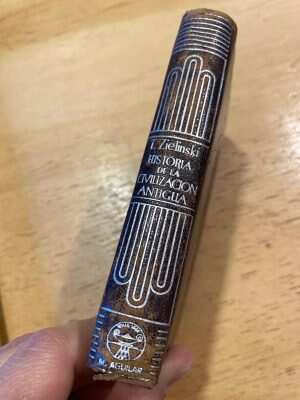 T. Zielinski
HISTORIA
DE LA
CIVILIZACION
ANTIGUA
M. AGUILAR